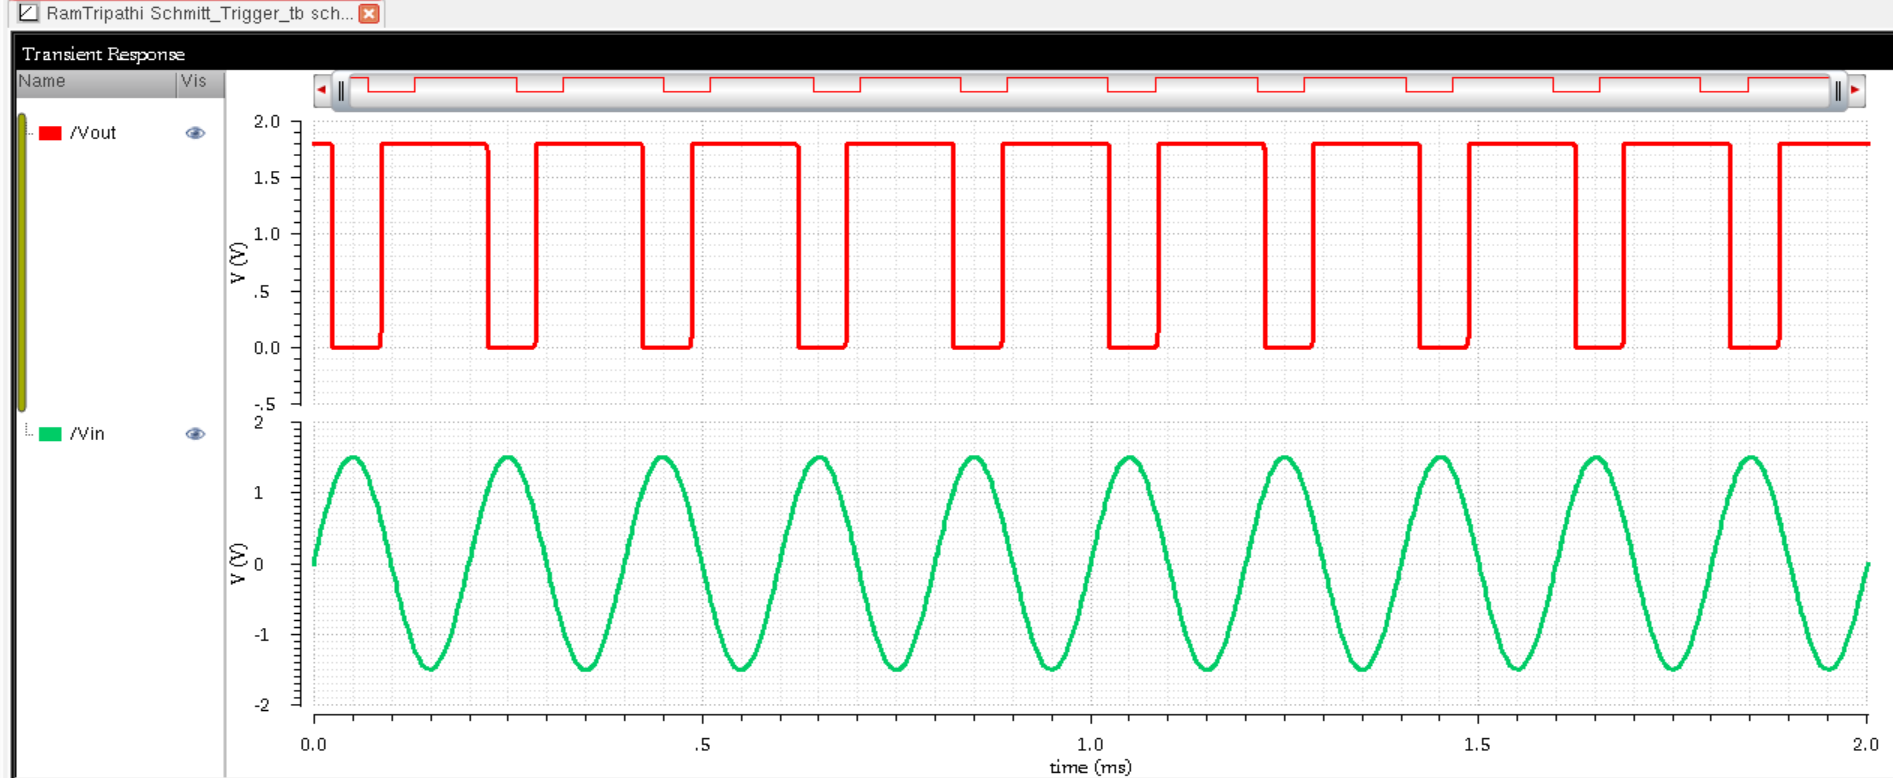 RamTripathi Schmitt_Trigger_tb sch...
Transient Response
Name Vis
/Vout
2.0
1.5
1.0
.5
0.0
-.5
V (V)
/Vin
2
1
0
-1
-2
V (V)
0.0 .5 1.0 1.5 2.0
time (ms)